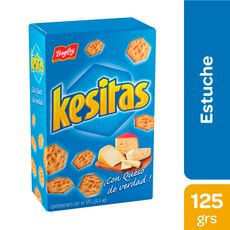 Bagley
kesitas
¡Con Queso
de verdad!
Estuche
125
grs